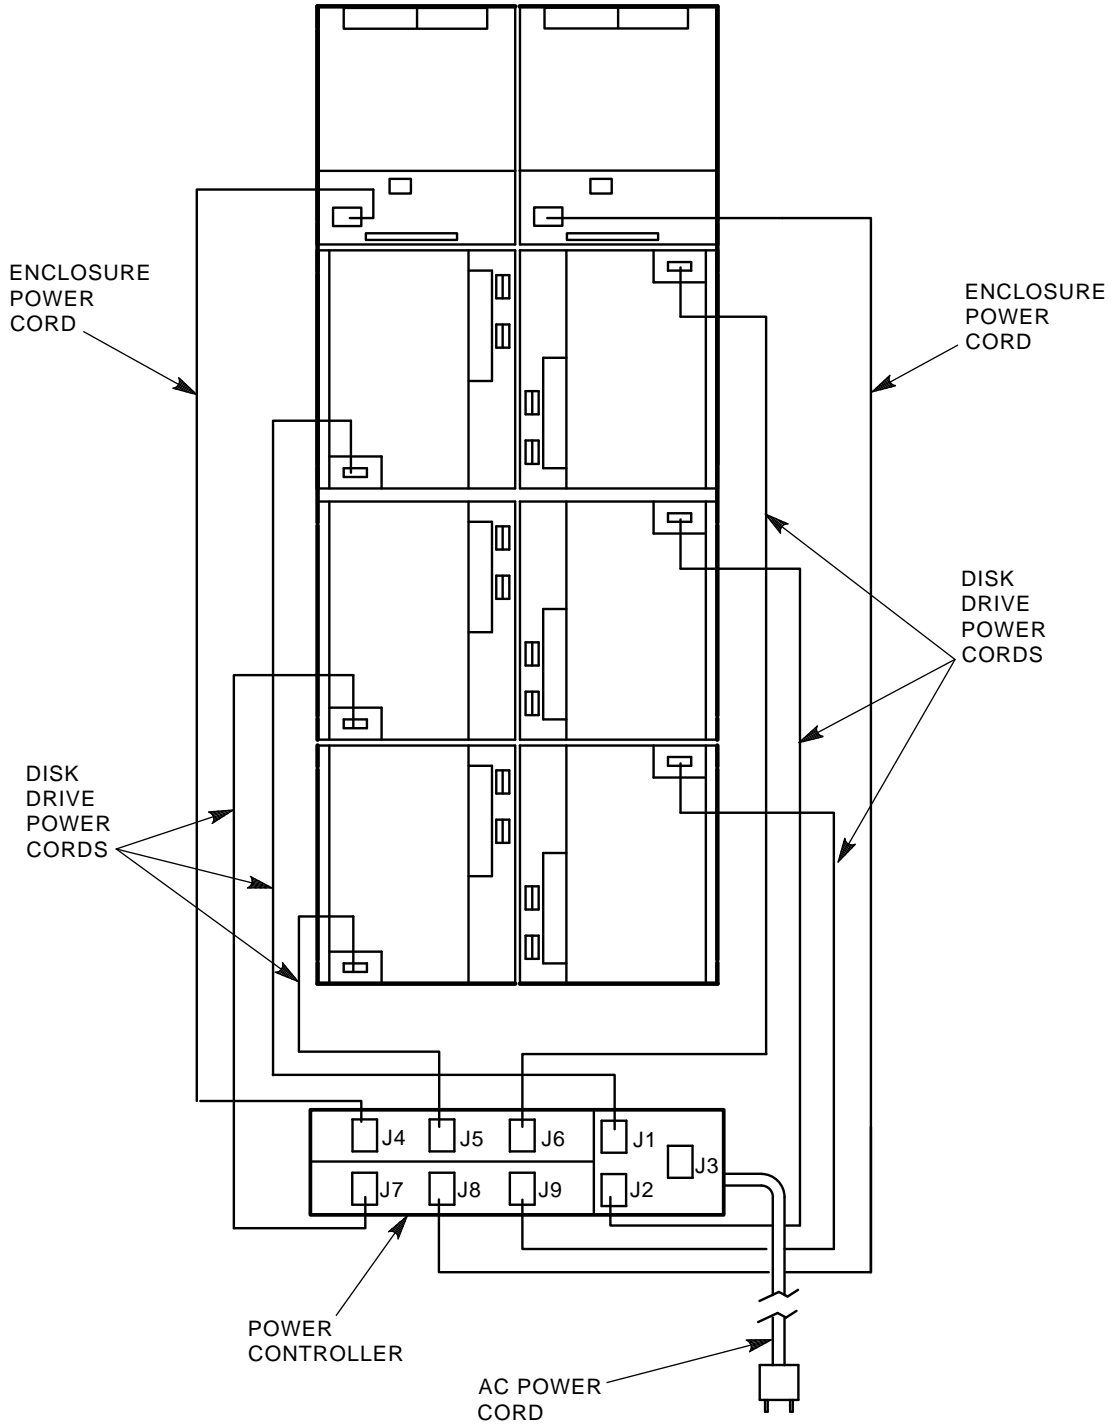 ENCLOSURE
POWER
CORD
ENCLOSURE
POWER
CORD
DISK
DRIVE
POWER
CORDS
DISK
DRIVE
POWER
CORDS
J4
J5
J6
J1
J3
J7
J8
J9
J2
POWER
CONTROLLER
AC POWER
CORD